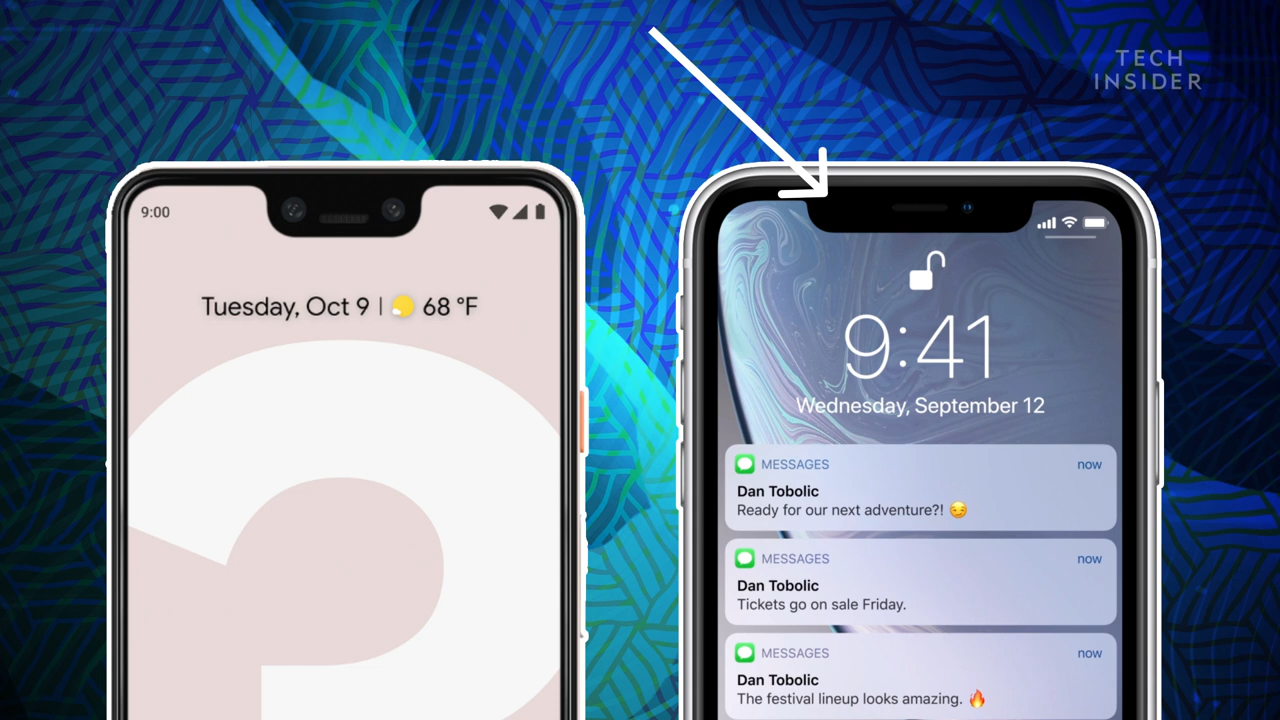 TECH
INSIDER
9:00
Tuesday, Oct 9 | 68 °F
9:41
Wednesday, September 12
MESSAGES now
Dan Tobolic
Ready for our next adventure?! 😏
MESSAGES now
Dan Tobolic
Tickets go on sale Friday.
MESSAGES now
Dan Tobolic
The festival lineup looks amazing. 🔥